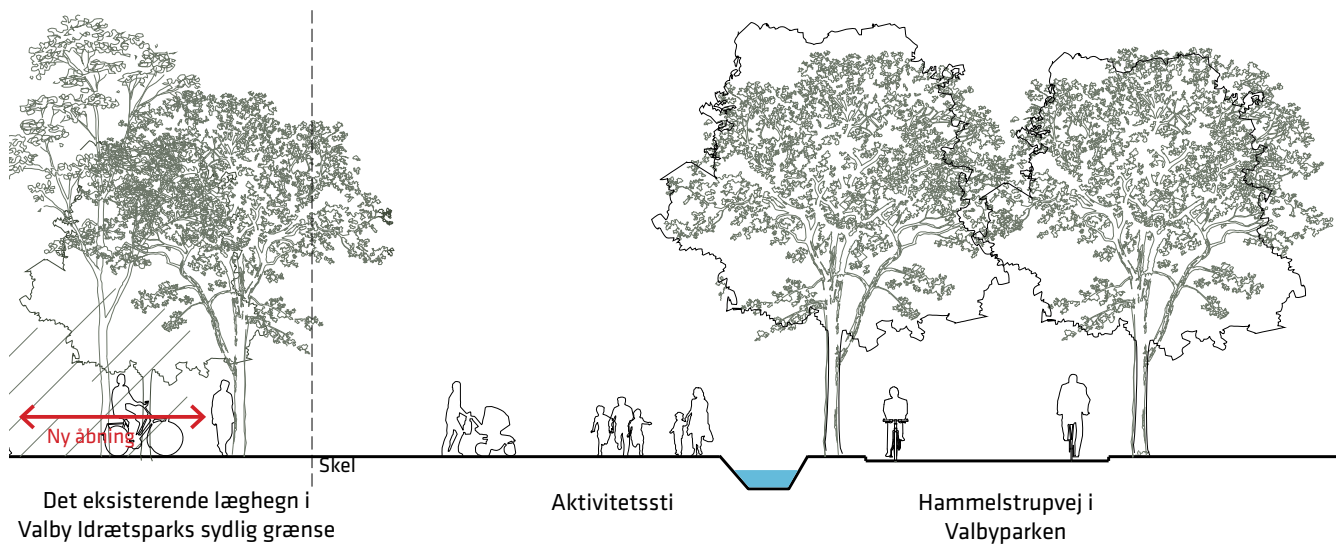 Ny åbning
Skel
Det eksisterende læghegn i
Valby Idrætsparks sydlig grænse
Aktivitetssti
Hammelstrupvej i
Valbyparken